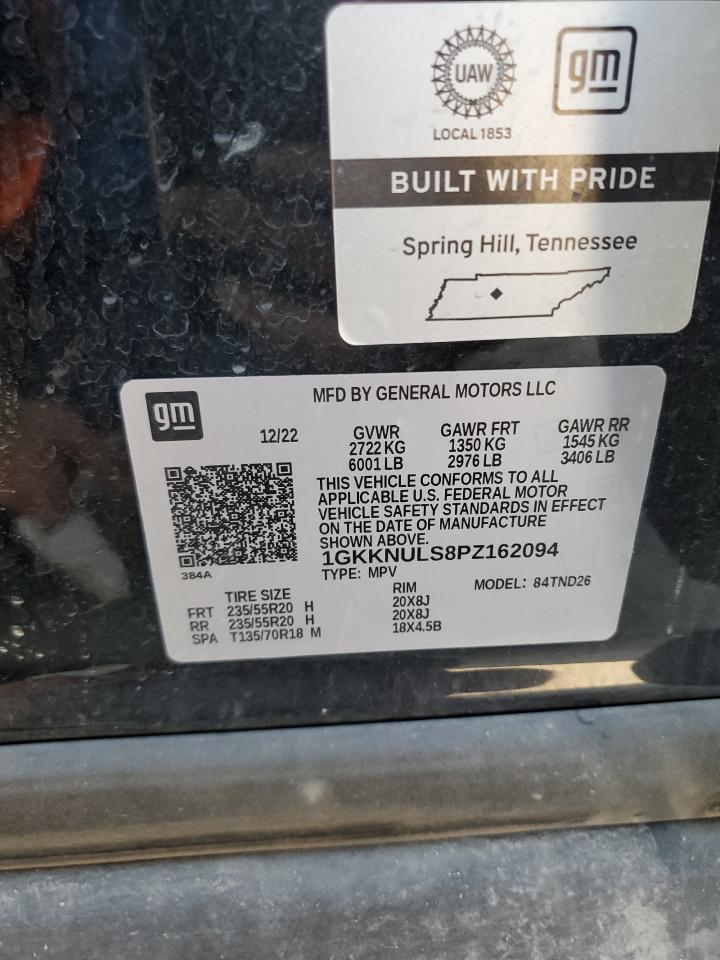 UAW
gm
LOCAL 1853
BUILT WITH PRIDE
Spring Hill, Tennessee
gm
MFD BY GENERAL MOTORS LLC
12/22 GVWR GAWR FRT GAWR RR
2722 KG 1350 KG 1545 KG
6001 LB 2976 LB 3406 LB
THIS VEHICLE CONFORMS TO ALL
APPLICABLE U.S. FEDERAL MOTOR
VEHICLE SAFETY STANDARDS IN EFFECT
ON THE DATE OF MANUFACTURE
SHOWN ABOVE.
1GKKNULS8PZ162094
384A
TYPE: MPV MODEL: 84TND26
TIRE SIZE RIM
FRT 235/55R20 H 20X8J
RR 235/55R20 H 20X8J
SPA T135/70R18 M 18X4.5B